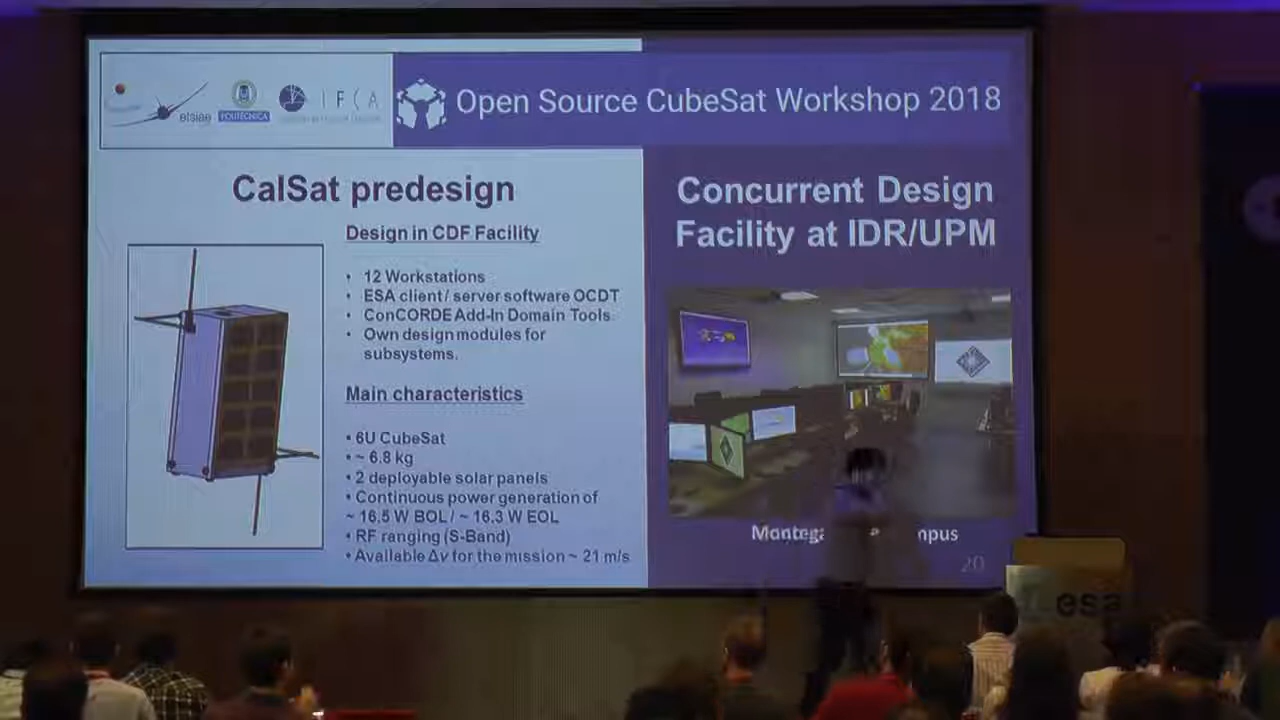 etsiae
POLITÉCNICA
IFCA
Open Source CubeSat Workshop 2018
CalSat predesign
Design in CDF Facility
• 12 Workstations
• ESA client / server software OCDT
• ConCORDE Add-In Domain Tools
• Own design modules for
subsystems.
Main characteristics
• 6U CubeSat
• ~ 6.8 kg
• 2 deployable solar panels
• Continuous power generation of
~ 16.5 W BOL / ~ 16.3 W EOL
• RF ranging (S-Band)
• Available Δv for the mission ~ 21 m/s
Concurrent Design
Facility at IDR/UPM
20
esa